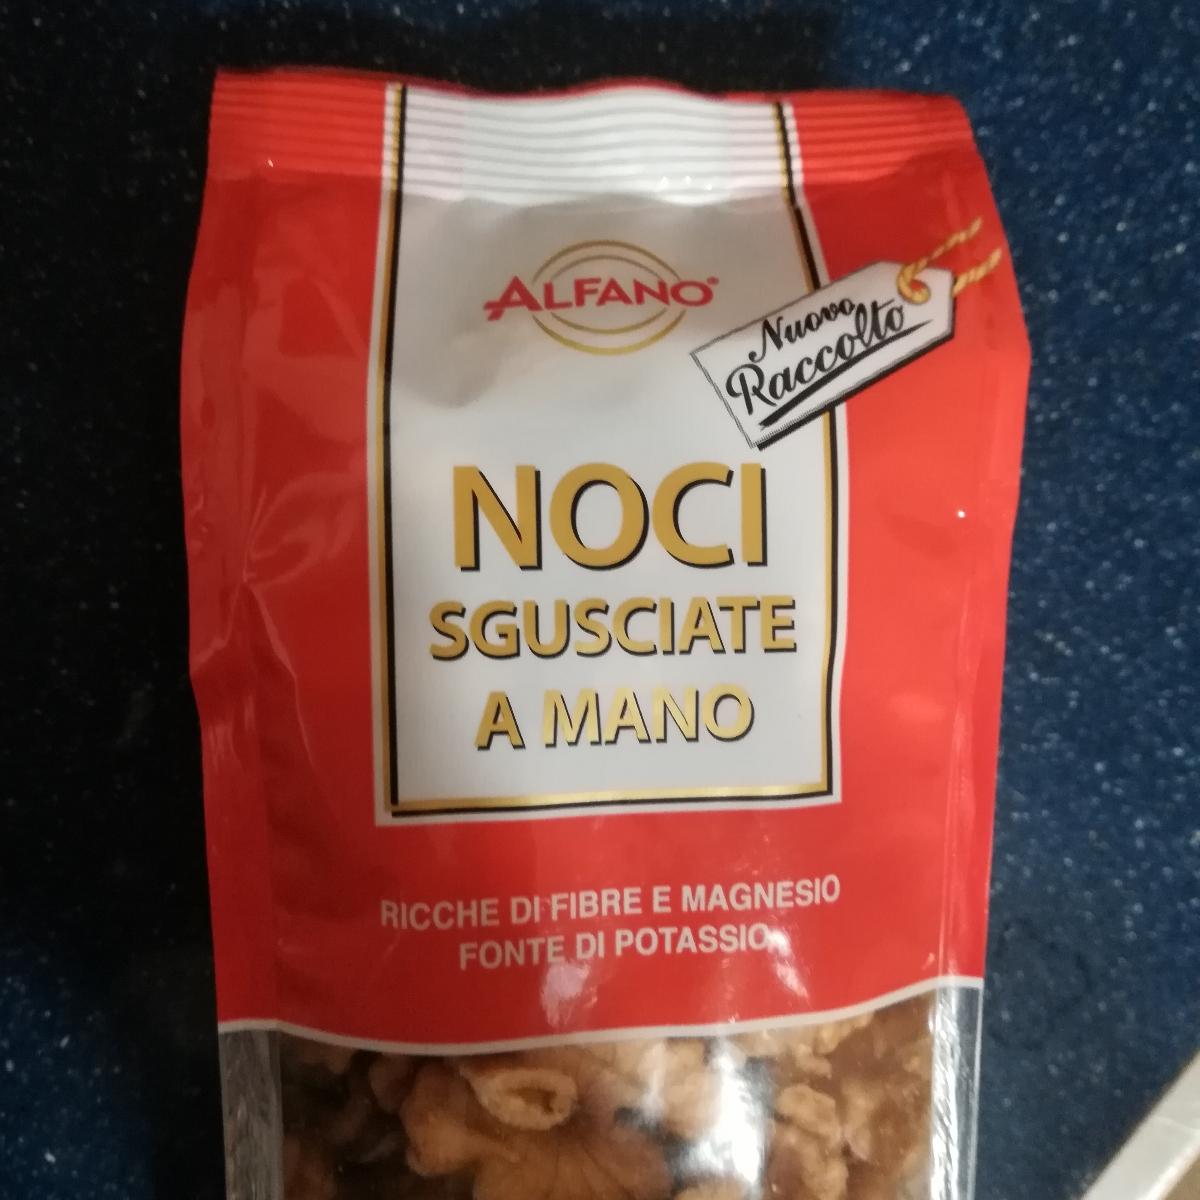 ALFANO®
Nuovo
Raccolto
NOCI
SGUSCIATE
A MANO
RICCHE DI FIBRE E MAGNESIO
FONTE DI POTASSIO